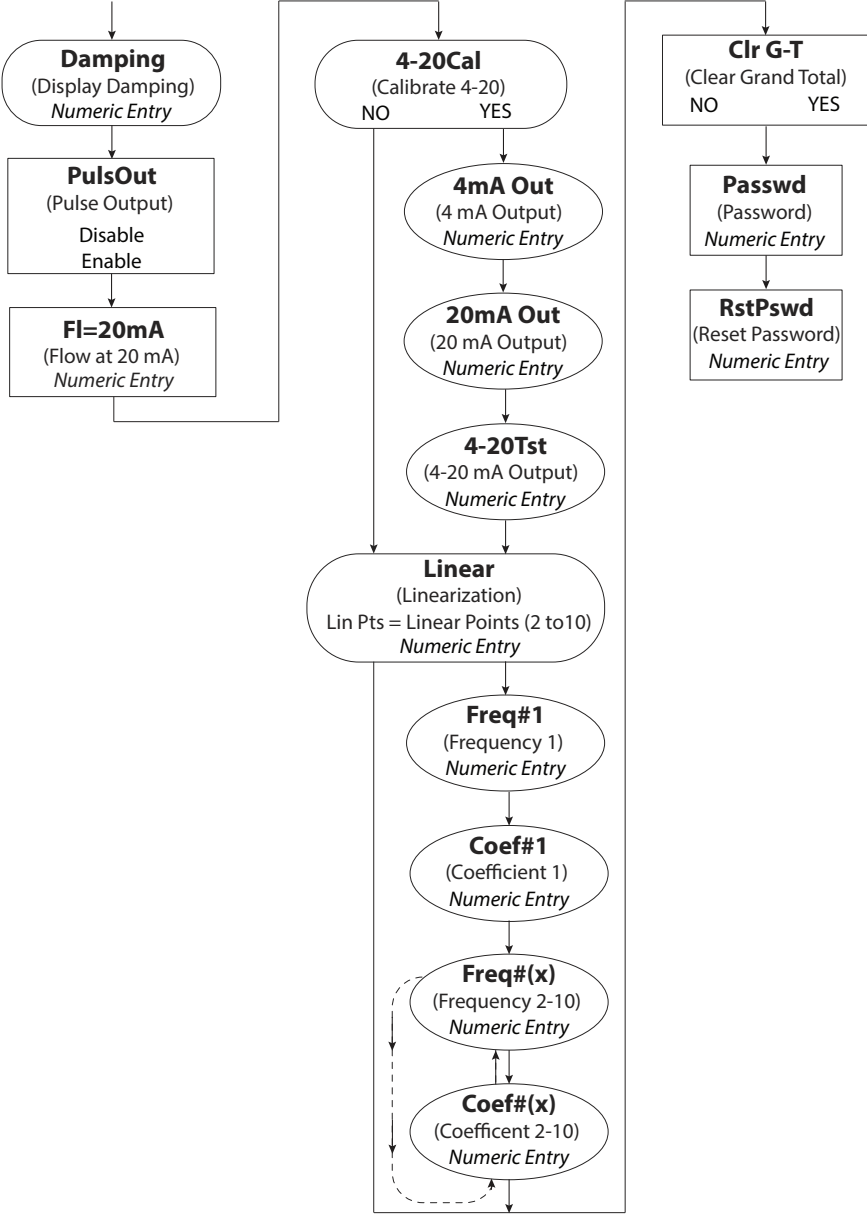 Damping
(Display Damping)
Numeric Entry
PulsOut
(Pulse Output)
Disable
Enable
Fl=20mA
(Flow at 20 mA)
Numeric Entry
4-20Cal
(Calibrate 4-20)
NO YES
4mA Out
(4 mA Output)
Numeric Entry
20mA Out
(20 mA Output)
Numeric Entry
4-20Tst
(4-20 mA Output)
Numeric Entry
Linear
(Linearization)
Lin Pts = Linear Points (2 to10)
Numeric Entry
Freq#1
(Frequency 1)
Numeric Entry
Coef#1
(Coefficient 1)
Numeric Entry
Freq#(x)
(Frequency 2-10)
Numeric Entry
Coef#(x)
(Coefficent 2-10)
Numeric Entry
Clr G-T
(Clear Grand Total)
NO YES
Passwd
(Password)
Numeric Entry
RstPswd
(Reset Password)
Numeric Entry